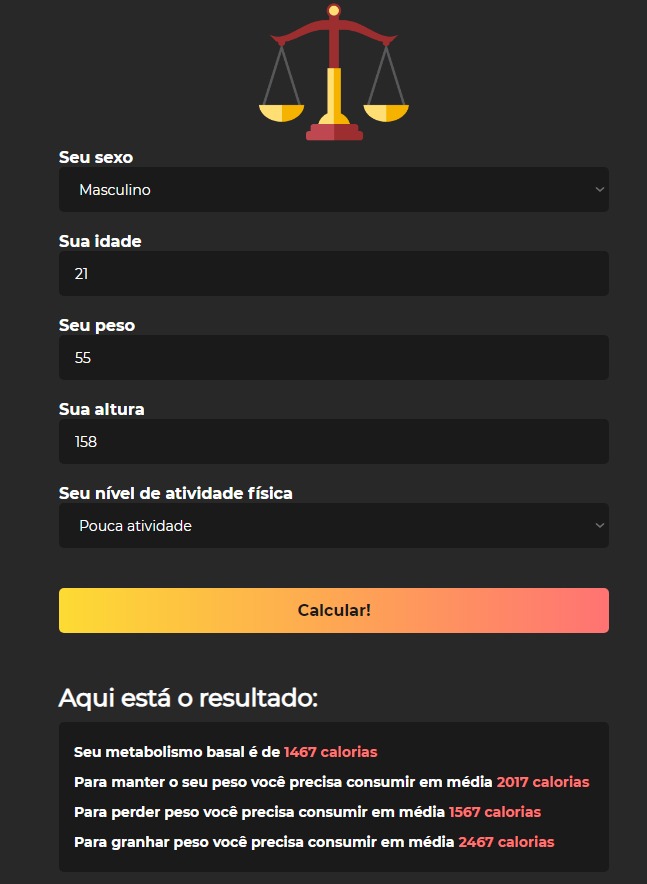 Seu sexo
Masculino
Sua idade
21
Seu peso
55
Sua altura
158
Seu nível de atividade física
Pouca atividade
Calcular!
Aqui está o resultado:
Seu metabolismo basal é de 1467 calorias
Para manter o seu peso você precisa consumir em média 2017 calorias
Para perder peso você precisa consumir em média 1567 calorias
Para granhar peso você precisa consumir em média 2467 calorias